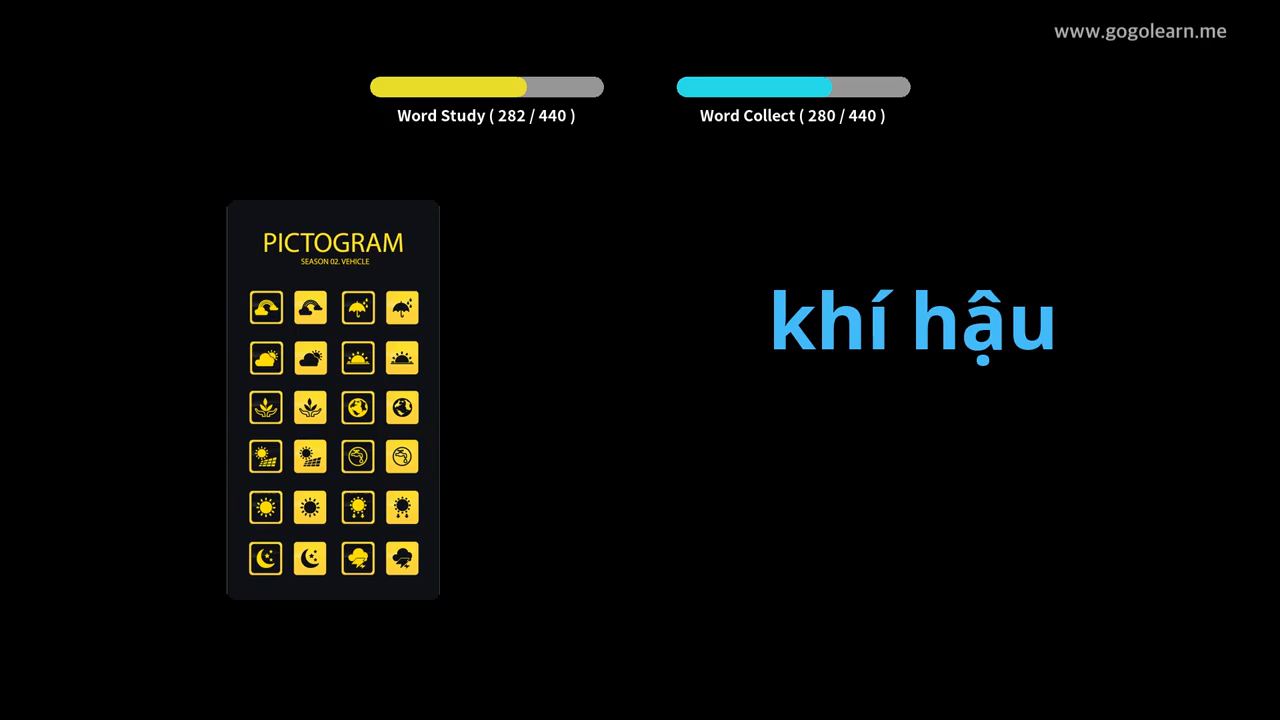 www.gogolearn.me
Word Study ( 282 / 440 )
Word Collect ( 280 / 440 )
PICTOGRAM
SEASON 02. VEHICLE
khí hậu